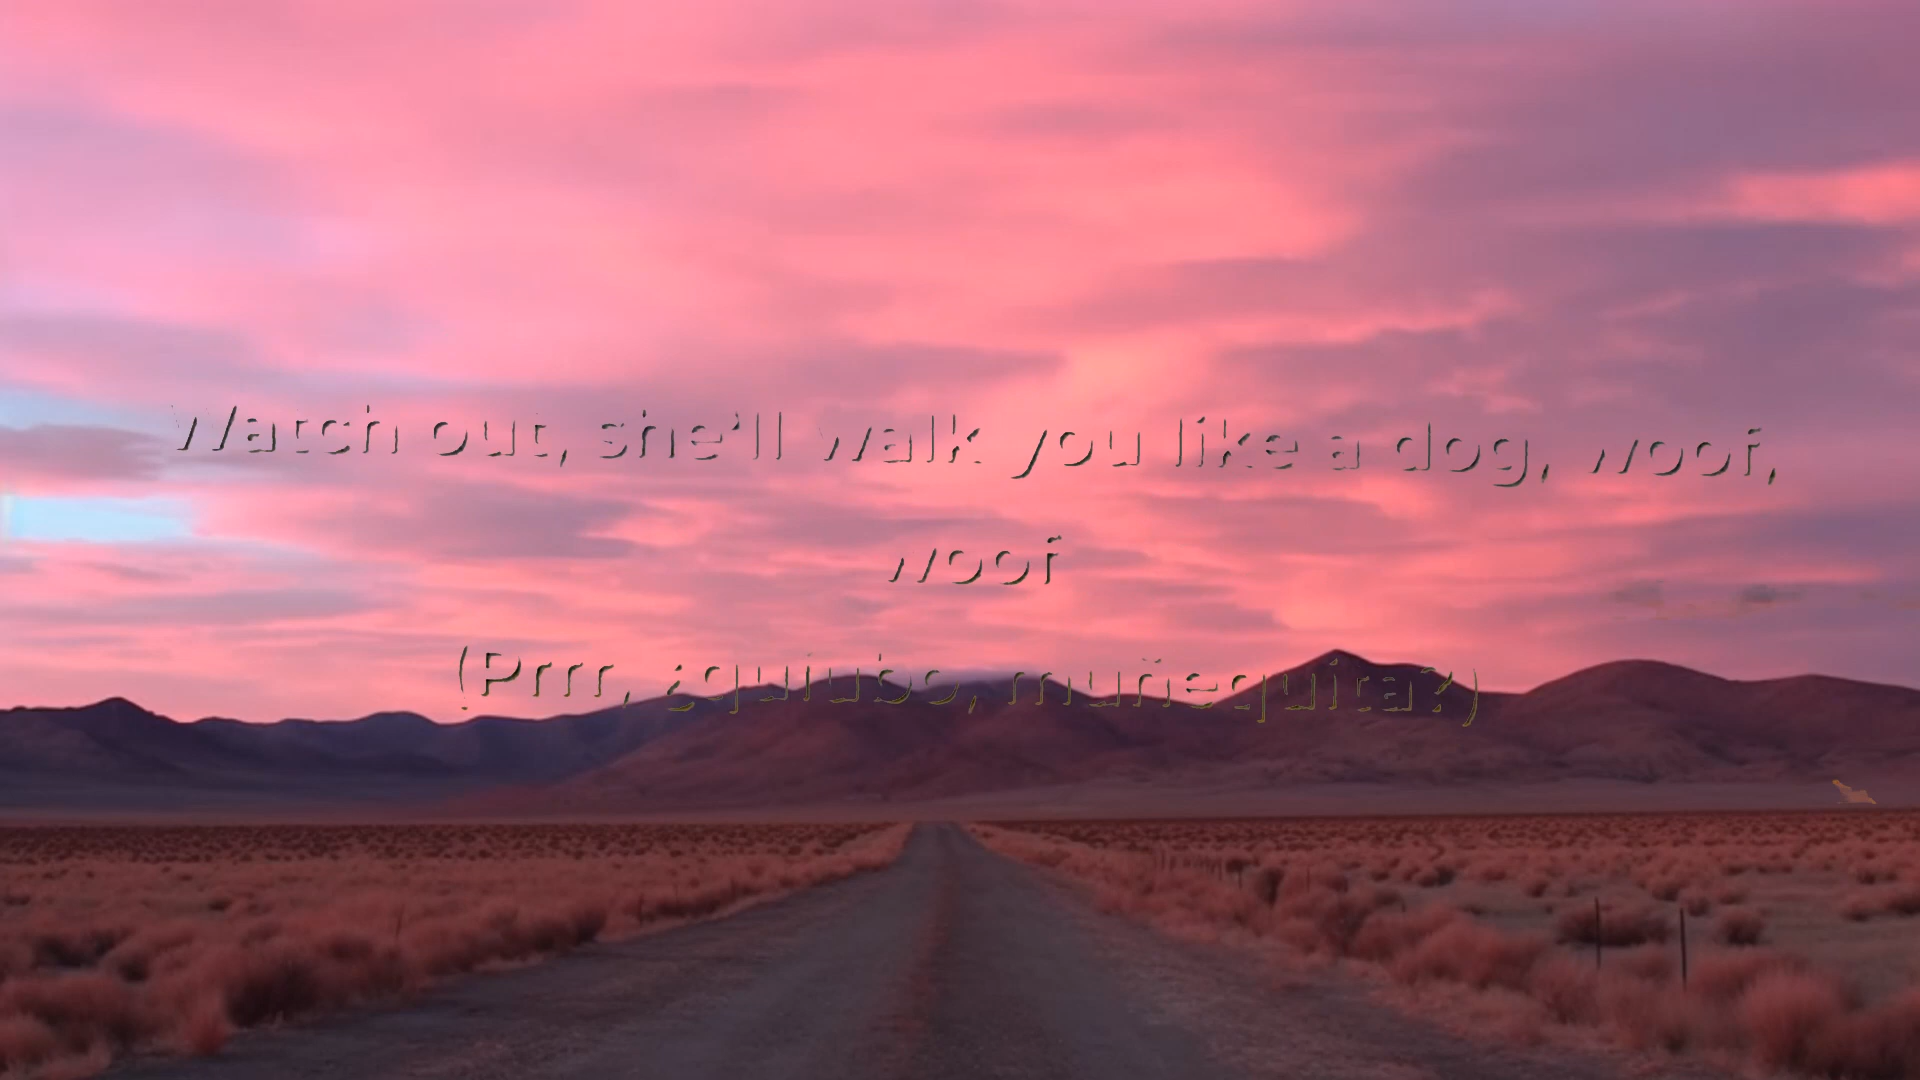 Watch out, she'll walk you like a dog, woof,
woof
(Prrr, ¿quiubo, muñequita?)